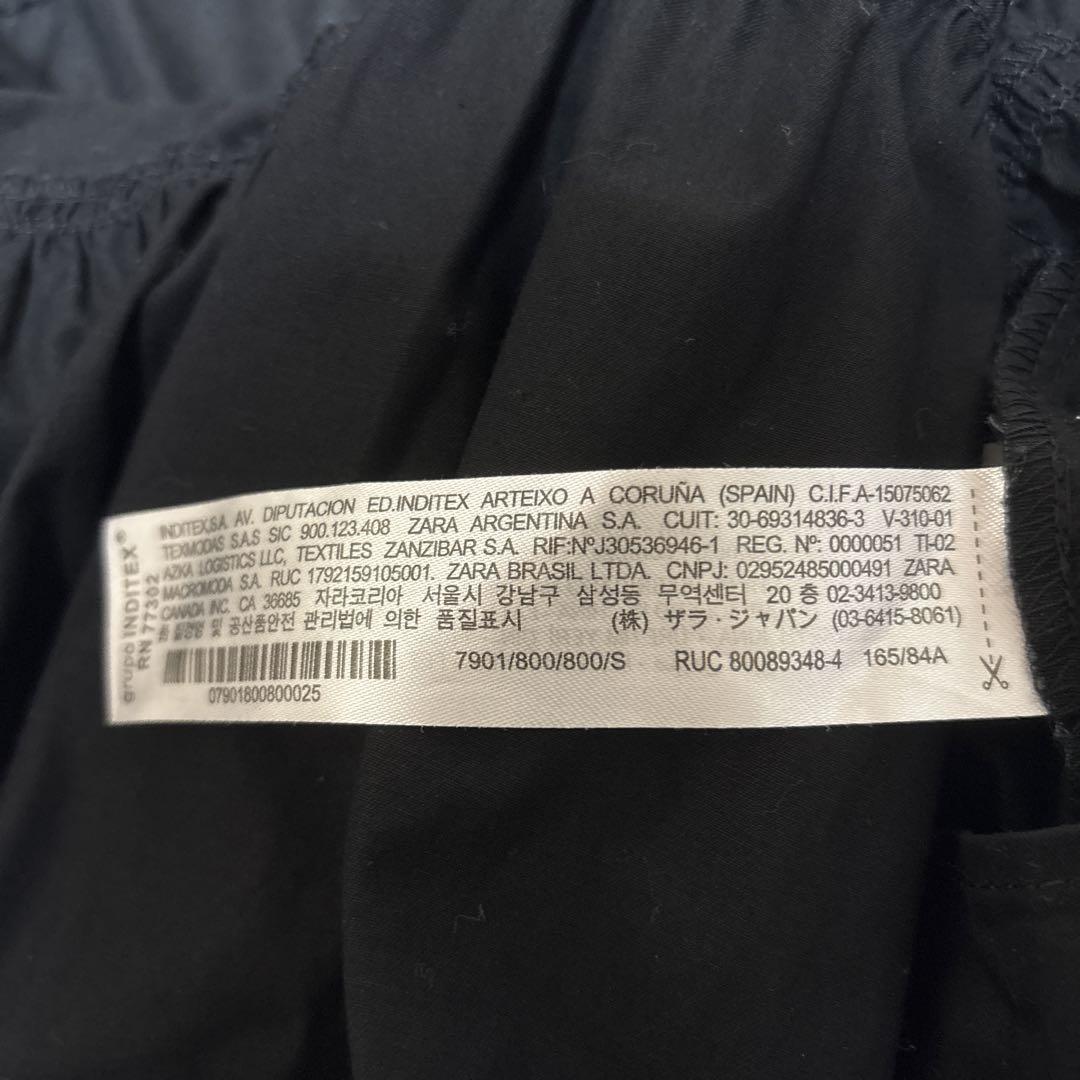 grupo INDITEX®
RN 77302
INDITEX,S.A. AV. DIPUTACION ED.INDITEX ARTEIXO A CORUÑA (SPAIN) C.I.F.A-15075062
TEXMODAS S.A.S SIC 900.123.408 ZARA ARGENTINA S.A. CUIT: 30-69314836-3 V-310-01
AZKA LOGISTICS LLC, TEXTILES ZANZIBAR S.A. RIF:NºJ30536946-1 REG. Nº: 0000051 TI-02
MACROMODA S.A. RUC 1792159105001. ZARA BRASIL LTDA. CNPJ: 02952485000491 ZARA
CANADA INC. CA 36685 자라코리아 서울시 강남구 삼성동 무역센터 20 층 02-3413-9800
및 공산품안전 관리법에 의한 품질표시 (株) ザラ・ジャパン (03-6415-8061)
7901/800/800/S RUC 80089348-4 165/84A
07901800800025